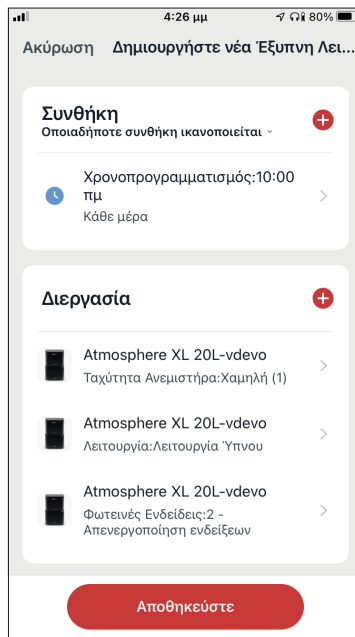 4:26 μμ
80%
Ακύρωση Δημιουργήστε νέα Έξυπνη Λει...
Συνθήκη
Οποιαδήποτε συνθήκη ικανοποιείται
Χρονοπρογραμματισμός:10:00
πμ
Κάθε μέρα
Διεργασία
Atmosphere XL 20L-vdevo
Ταχύτητα Ανεμιστήρα:Χαμηλή (1)
Atmosphere XL 20L-vdevo
Λειτουργία:Λειτουργία Ύπνου
Atmosphere XL 20L-vdevo
Φωτεινές Ενδείξεις:2 -
Απενεργοποίηση ενδείξεων
Αποθηκεύστε